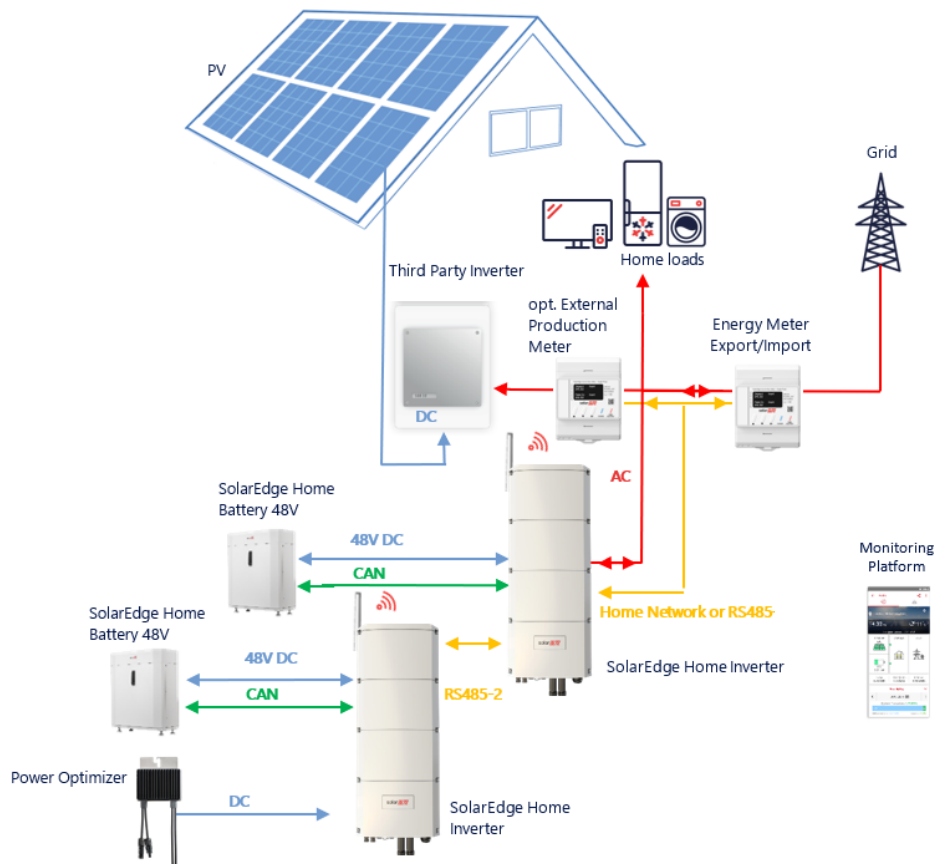 PV
Grid
Home loads
Third Party Inverter
opt. External
Production
Meter
Energy Meter
Export/Import
DC
AC
SolarEdge Home
Battery 48V
48V DC
CAN
Monitoring
Platform
Home Network or RS485-
SolarEdge Home
Battery 48V
48V DC
CAN
RS485-2
solaredge
SolarEdge Home Inverter
Power Optimizer
DC
solaredge
SolarEdge Home
Inverter